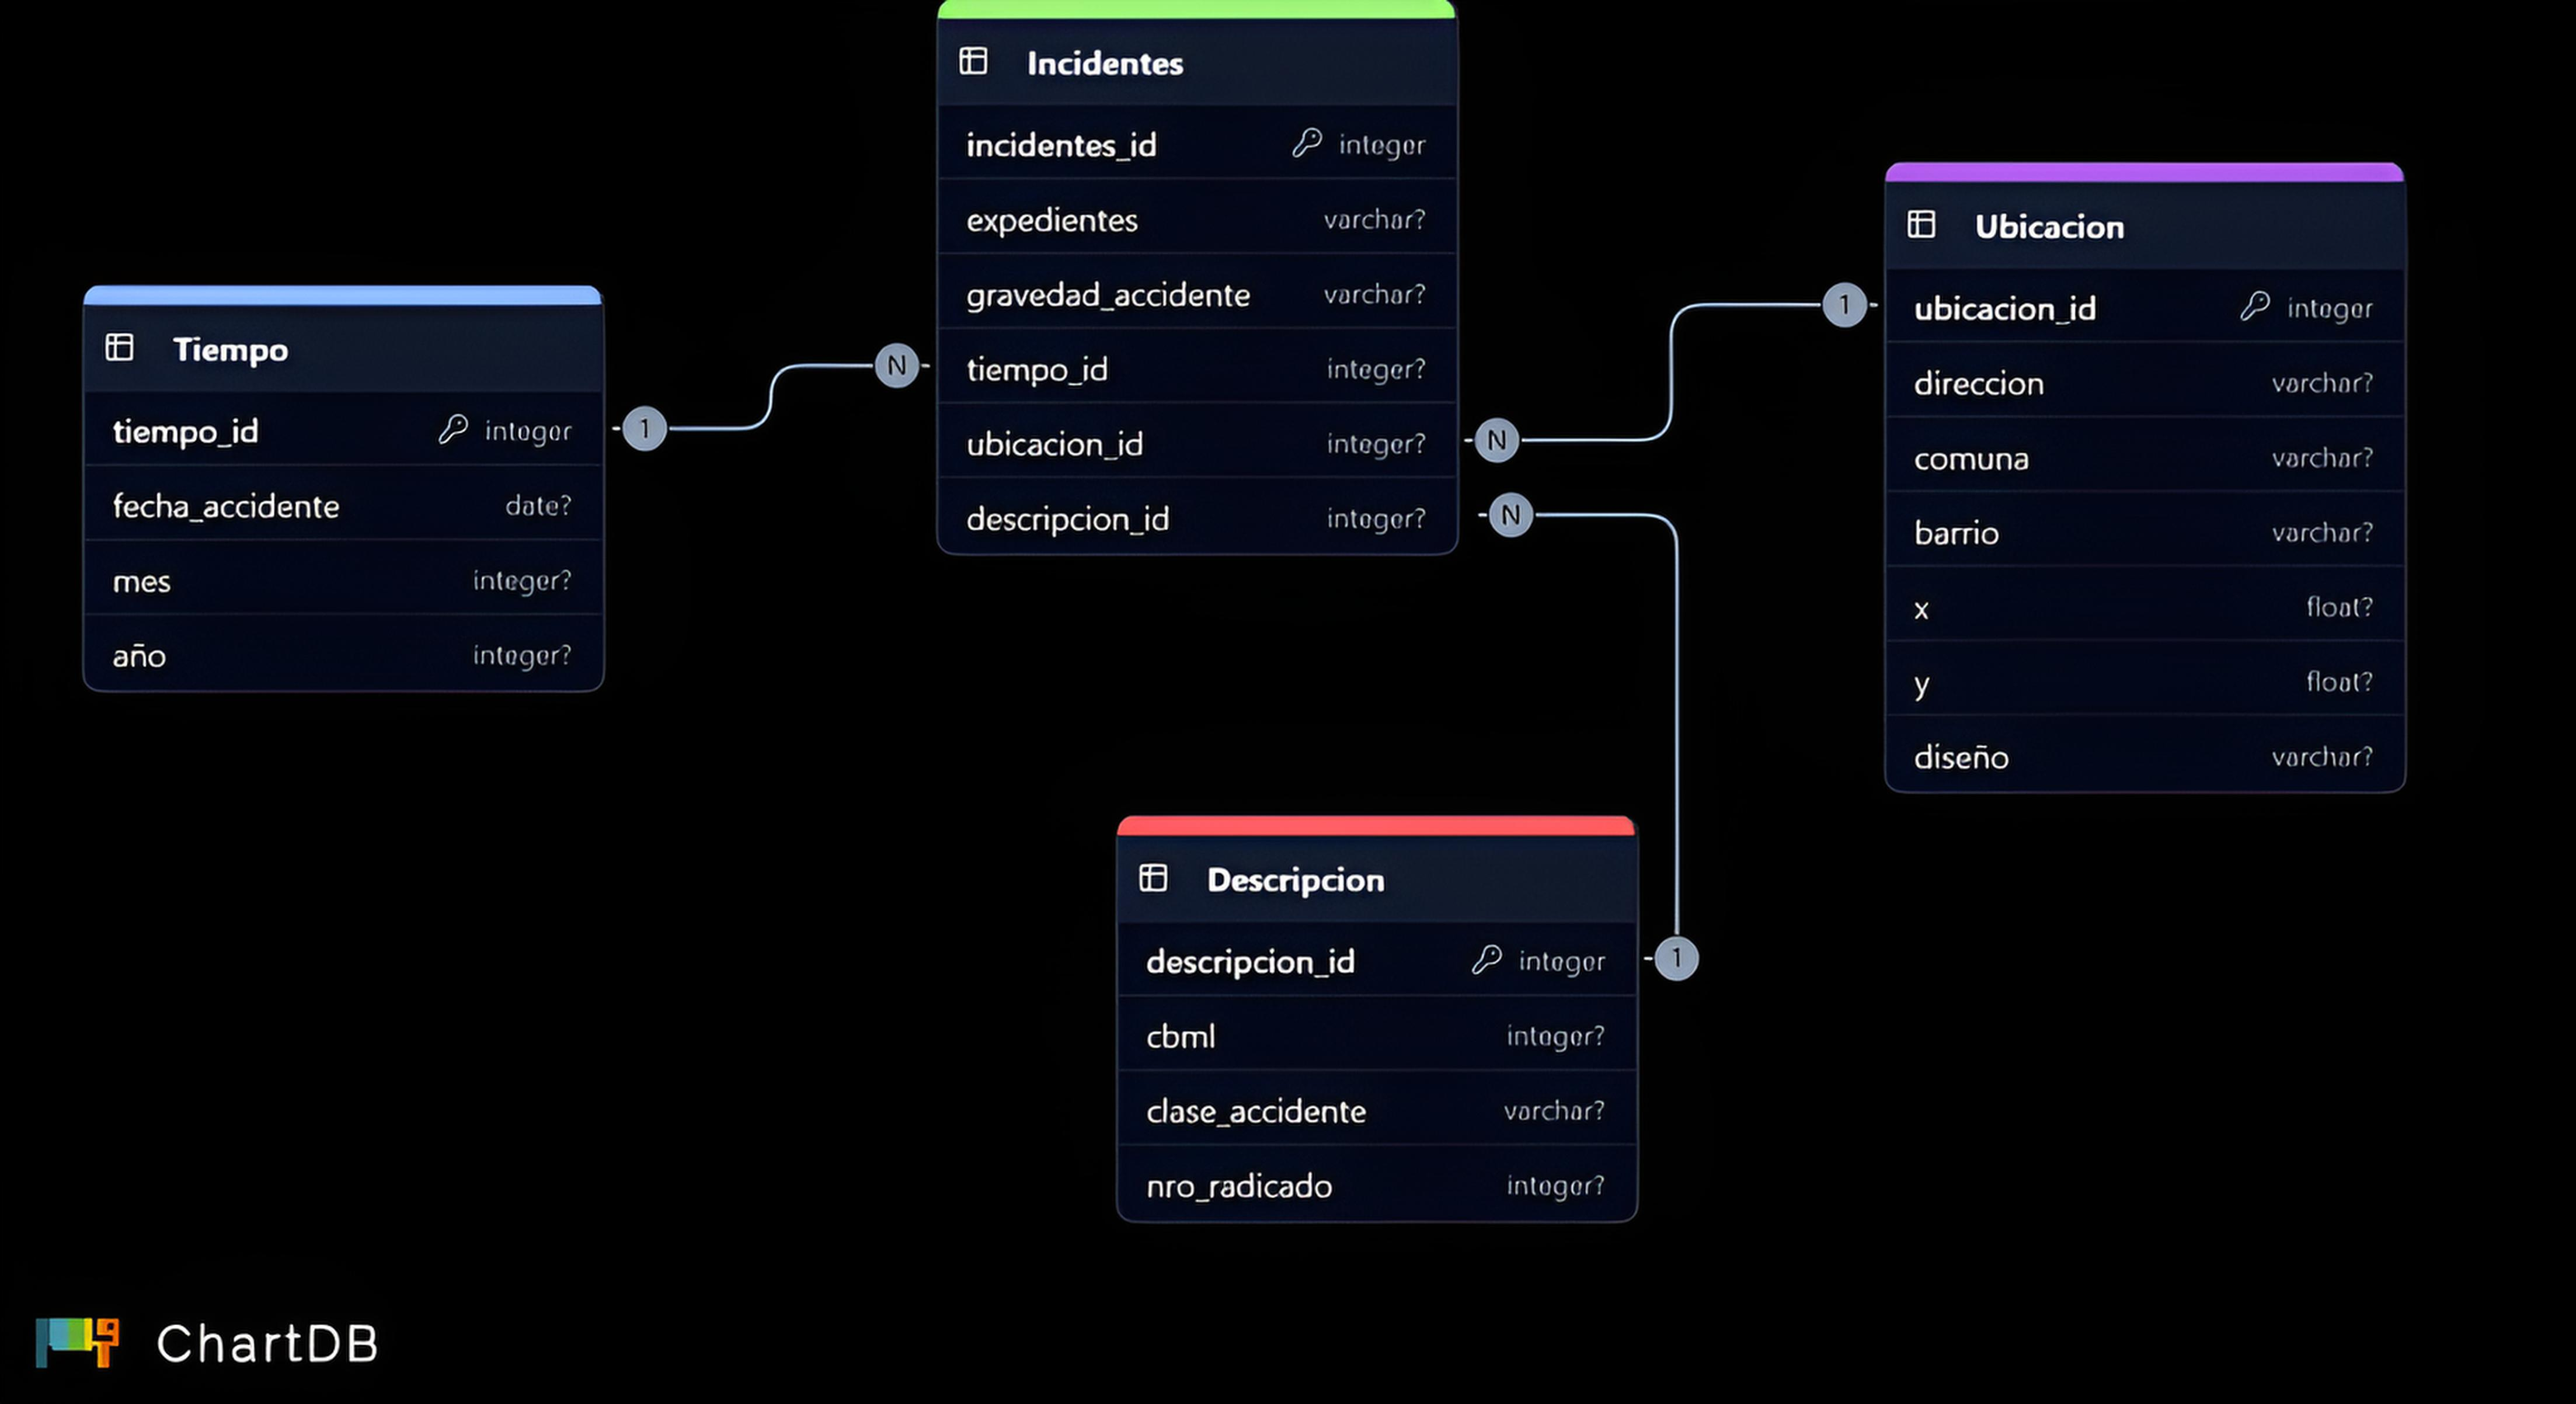 Incidentes
incidentes_id integer
expedientes varchar?
gravedad_accidente varchar?
tiempo_id integer?
ubicacion_id integer?
descripcion_id integer?
Tiempo
tiempo_id integer
fecha_accidente date?
mes integer?
año integer?
1
N
N
1
N
1
Ubicacion
ubicacion_id integer
direccion varchar?
comuna varchar?
barrio varchar?
x float?
y float?
diseño varchar?
Descripcion
descripcion_id integer
cbml integer?
clase_accidente varchar?
nro_radicado integer?
ChartDB